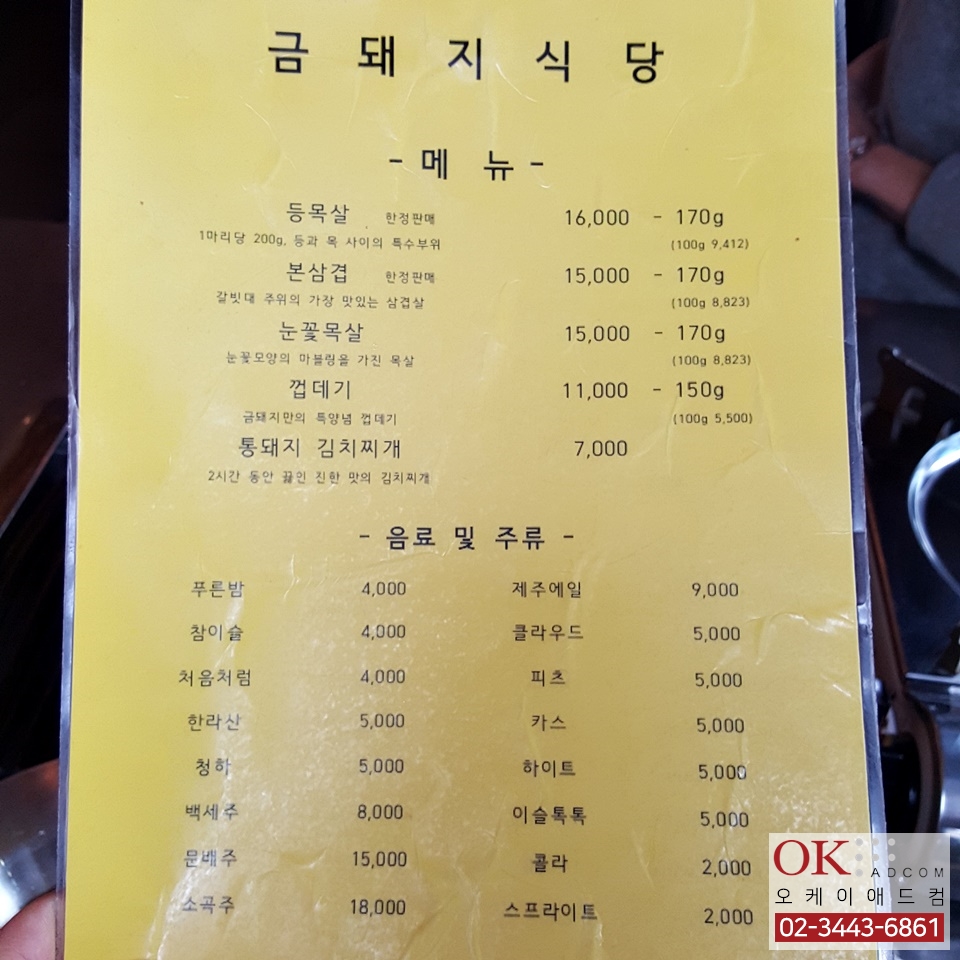 금 돼 지 식 당
- 메 뉴 -
등목살 한정판매 16,000 - 170g
1마리당 200g, 등과 목 사이의 특수부위 (100g 9,412)
본삼겹 한정판매 15,000 - 170g
갈빗대 주위의 가장 맛있는 삼겹살 (100g 8,823)
눈꽃목살 15,000 - 170g
눈꽃모양의 마블링을 가진 목살 (100g 8,823)
껍데기 11,000 - 150g
금돼지만의 특양념 껍데기 (100g 5,500)
통돼지 김치찌개 7,000
2시간 동안 끓인 진한 맛의 김치찌개
- 음료 및 주류 -
푸른밤 4,000 제주에일 9,000
참이슬 4,000 클라우드 5,000
처음처럼 4,000 피츠 5,000
한라산 5,000 카스 5,000
청하 5,000 하이트 5,000
백세주 8,000 이슬톡톡 5,000
문배주 15,000 콜라 2,000
소곡주 18,000 스프라이트 2,000
OK ADCOM
오케이애드컴
02-3443-6861